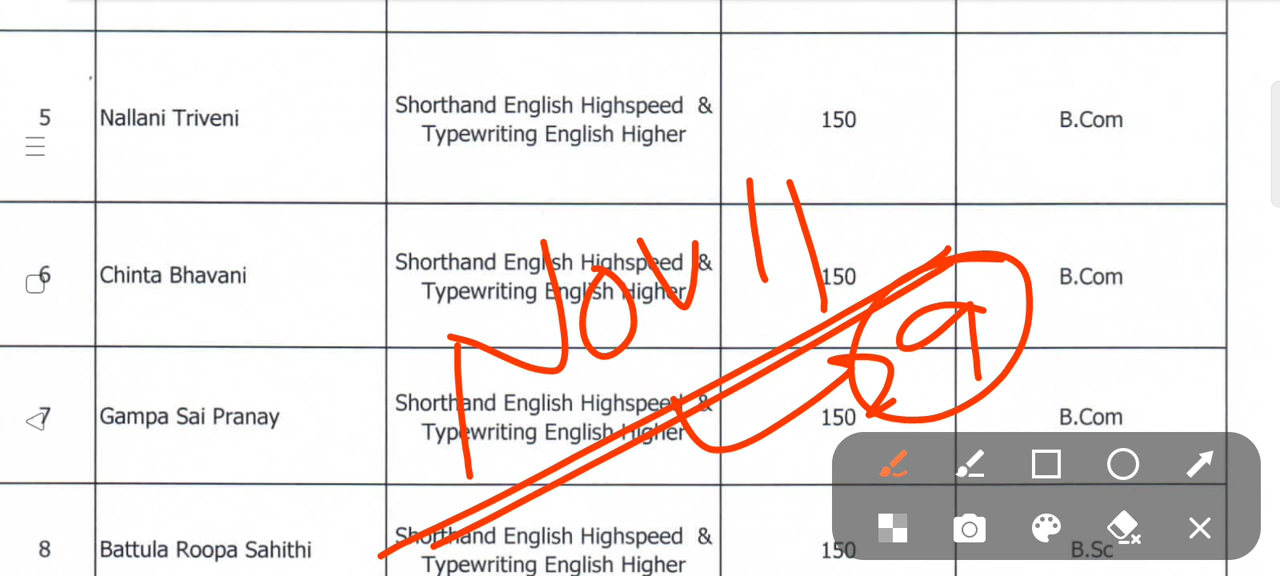 5 Nallani Triveni Shorthand English Highspeed & Typewriting English Higher 150 B.Com
6 Chinta Bhavani Shorthand English Highspeed & Typewriting English Higher 150 B.Com
7 Gampa Sai Pranay Shorthand English Highspeed & Typewriting English Higher 150 B.Com
8 Battula Roopa Sahithi Shorthand English Highspeed & Typewriting English Higher 150 B.Sc
Nov 11
29